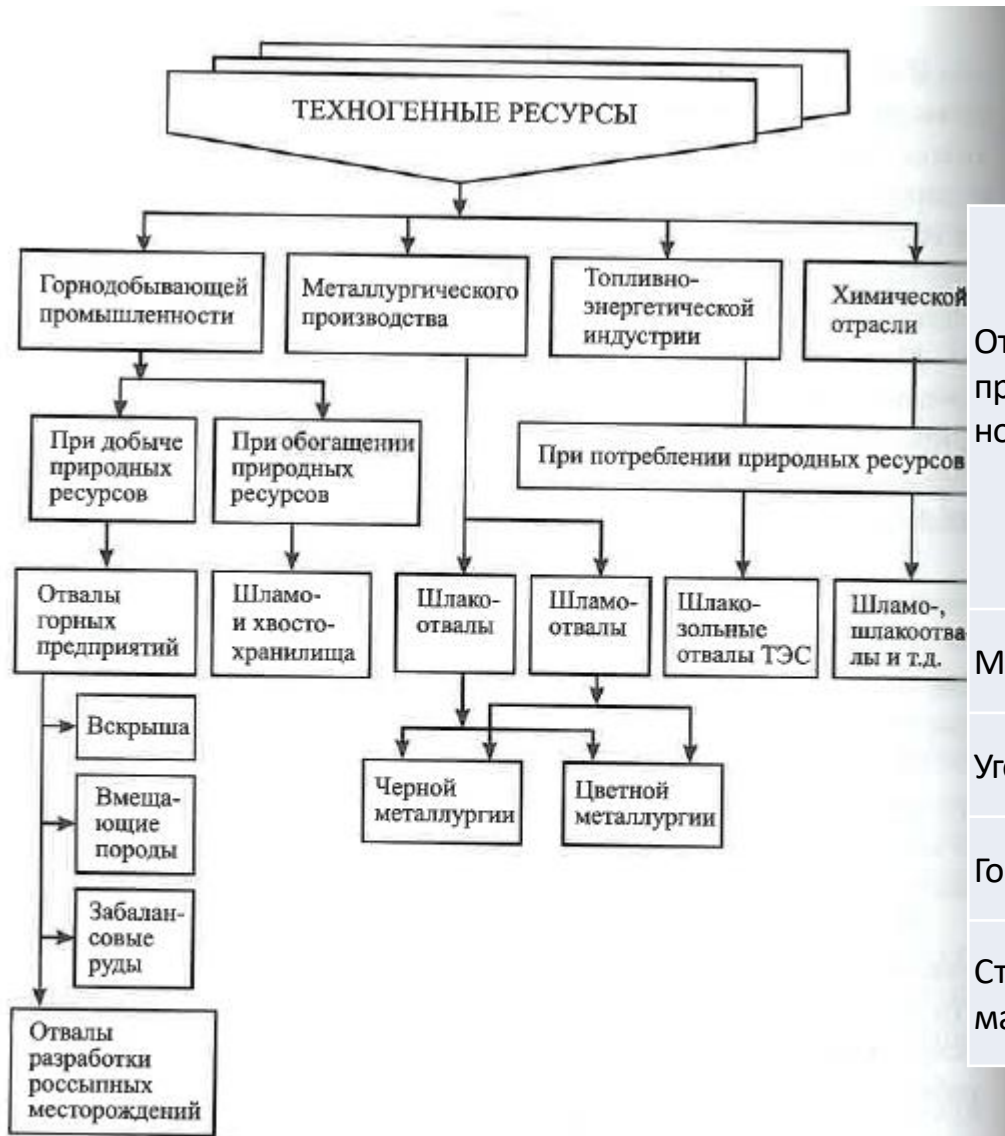 ТЕХНОГЕННЫЕ РЕСУРСЫ
Горнодобывающей
промышленности
Металлургического
производства
Топливно-
энергетической
индустрии
Химической
отрасли
При добыче
природных
ресурсов
При обогащении
природных
ресурсов
При потреблении природных ресурсов
Отвалы
горных
предприятий
Шламо-
и хвосто-
хранилища
Шлако-
отвалы
Шламо-
отвалы
Шлако-
зольные
отвалы ТЭС
Шламо-,
шлакоотва-
лы и т.д.
Вскрыша
Вмеща-
ющие
породы
Забалан-
совые
руды
Отвалы
разработки
россыпных
месторождений
Черной
металлургии
Цветной
металлургии